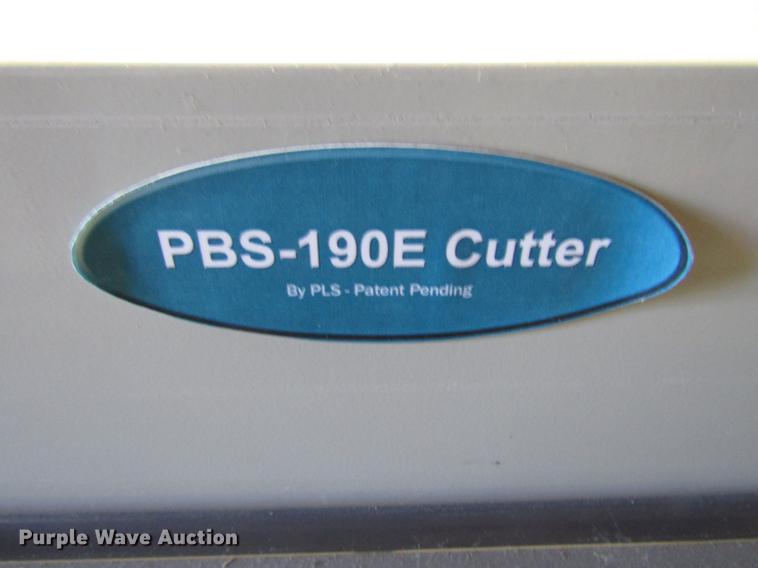 PBS-190E Cutter
By PLS - Patent Pending
Purple Wave Auction